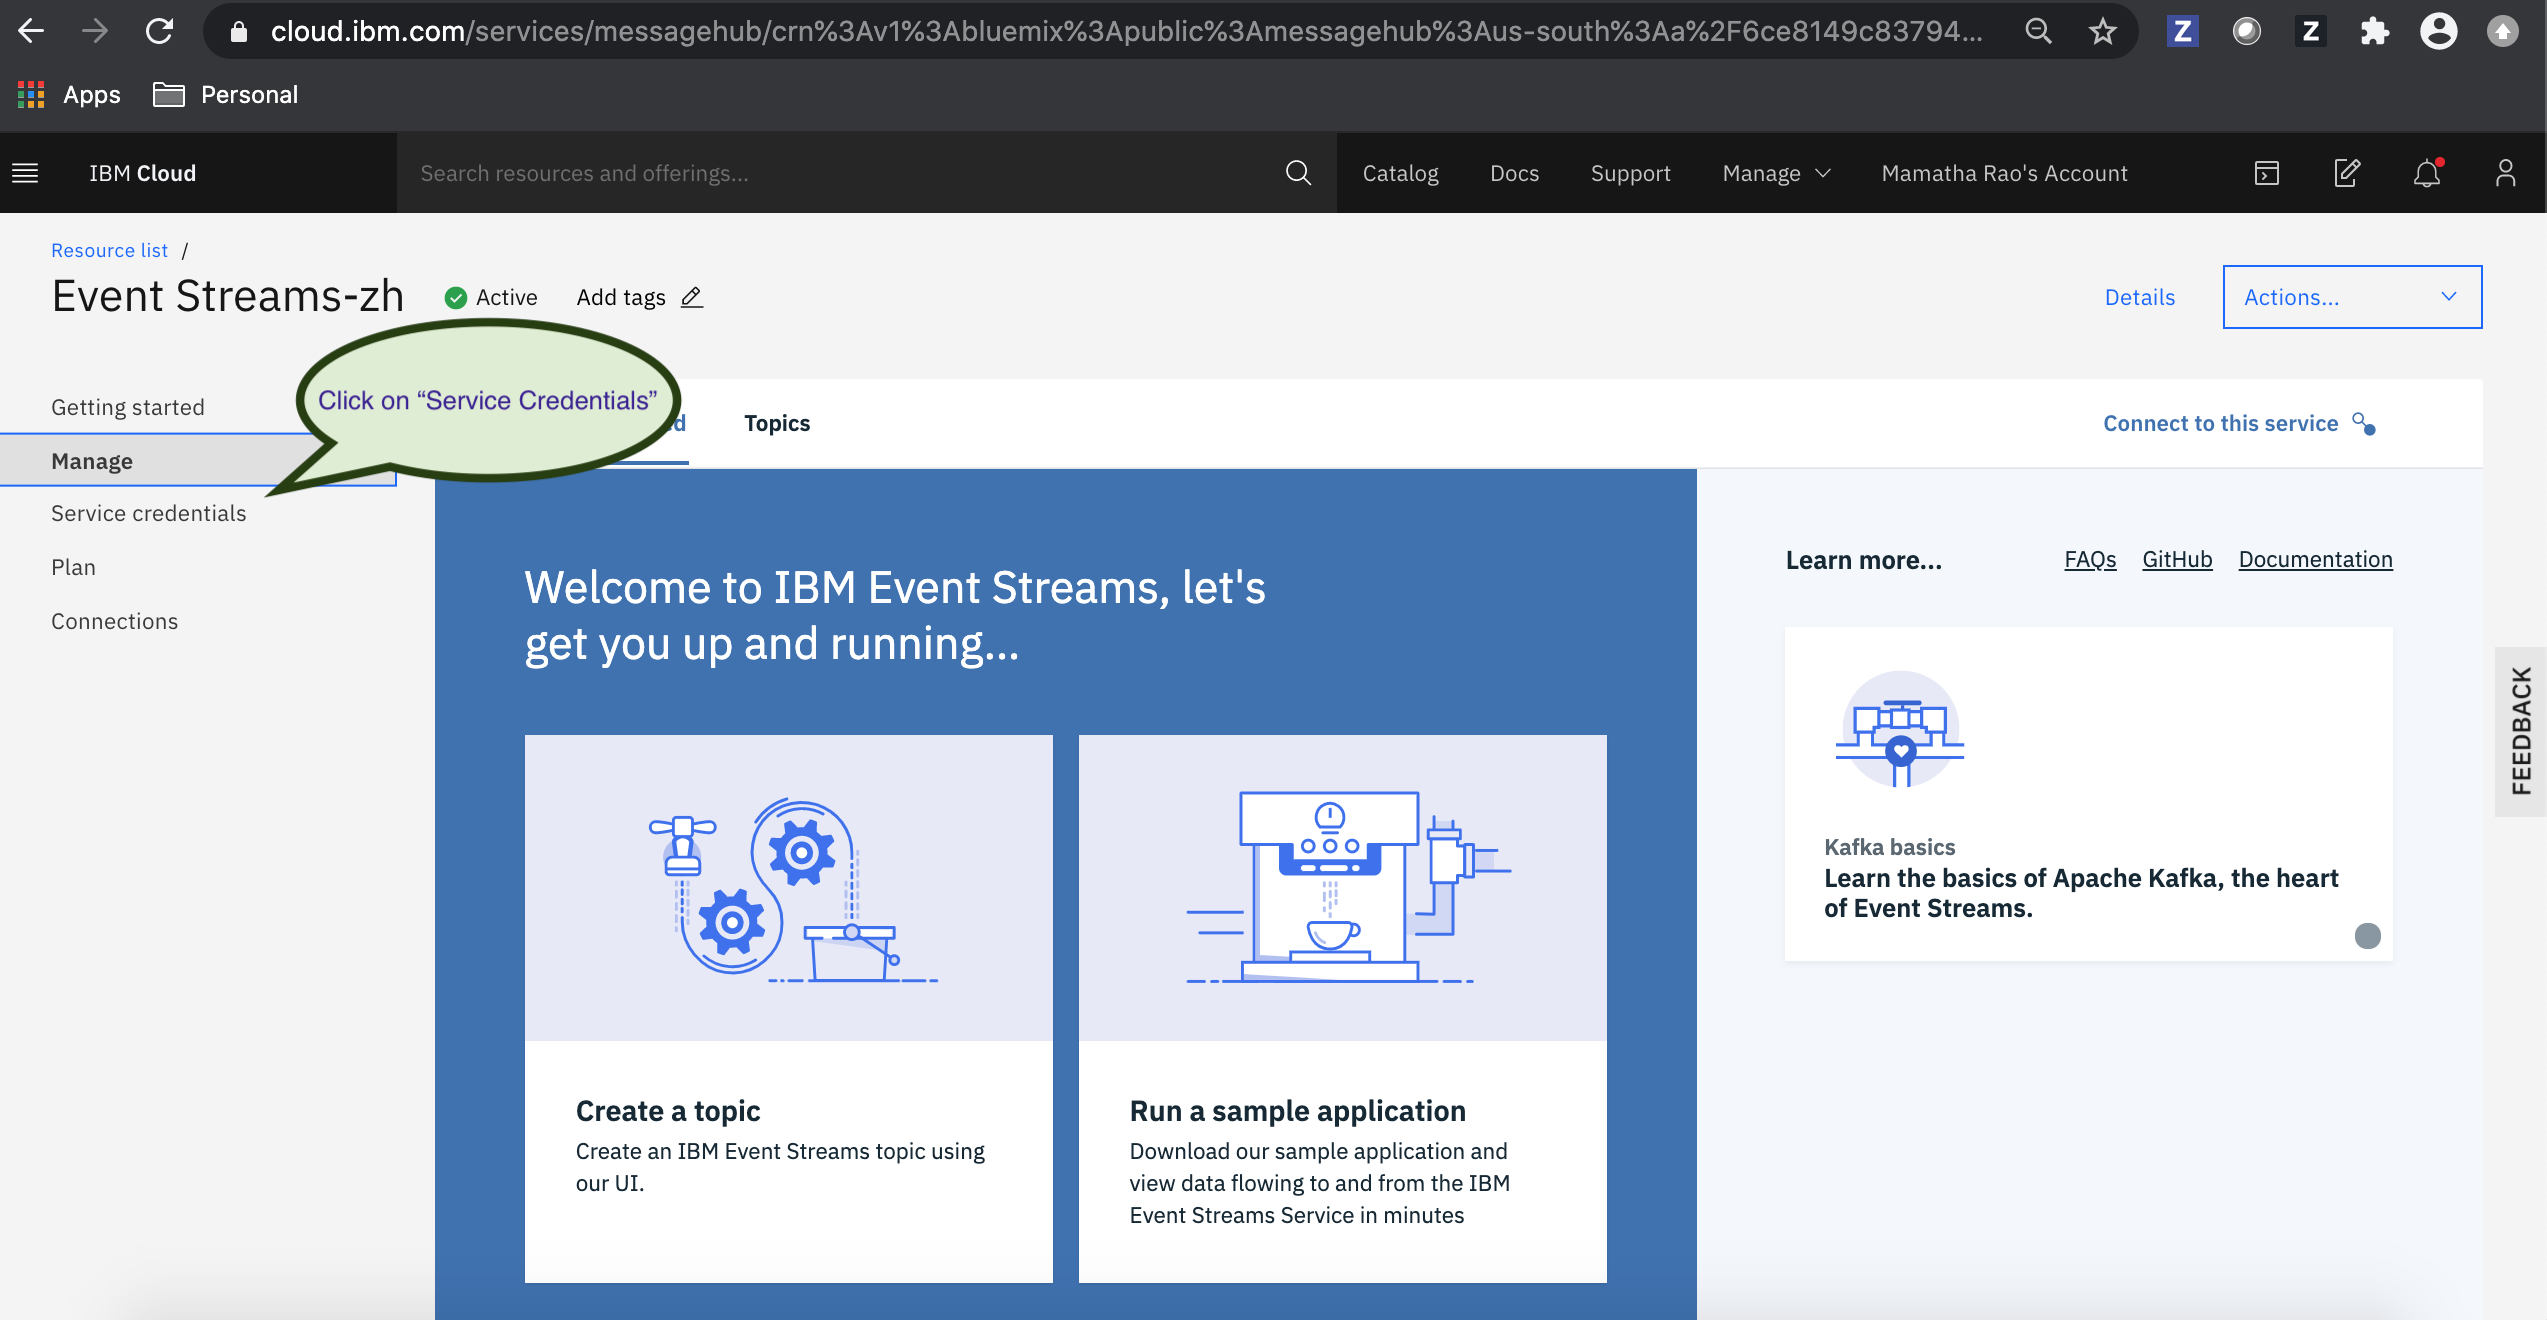 cloud.ibm.com/services/messagehub/crn%3Av1%3Abluemix%3Apublic%3Amessagehub%3Aus-south%3Aa%2F6ce8149c83794...
Z
Z
Apps
Personal
IBM Cloud
Search resources and offerings...
Catalog
Docs
Support
Manage
Mamatha Rao's Account
Resource list /
Event Streams-zh
Active
Add tags
Details
Actions...
Click on “Service Credentials”
Getting started
Manage
Service credentials
Plan
Connections
Topics
Connect to this service
Welcome to IBM Event Streams, let's
get you up and running...
Learn more...
FAQs
GitHub
Documentation
Kafka basics
Learn the basics of Apache Kafka, the heart
of Event Streams.
FEEDBACK
Create a topic
Create an IBM Event Streams topic using
our UI.
Run a sample application
Download our sample application and
view data flowing to and from the IBM
Event Streams Service in minutes